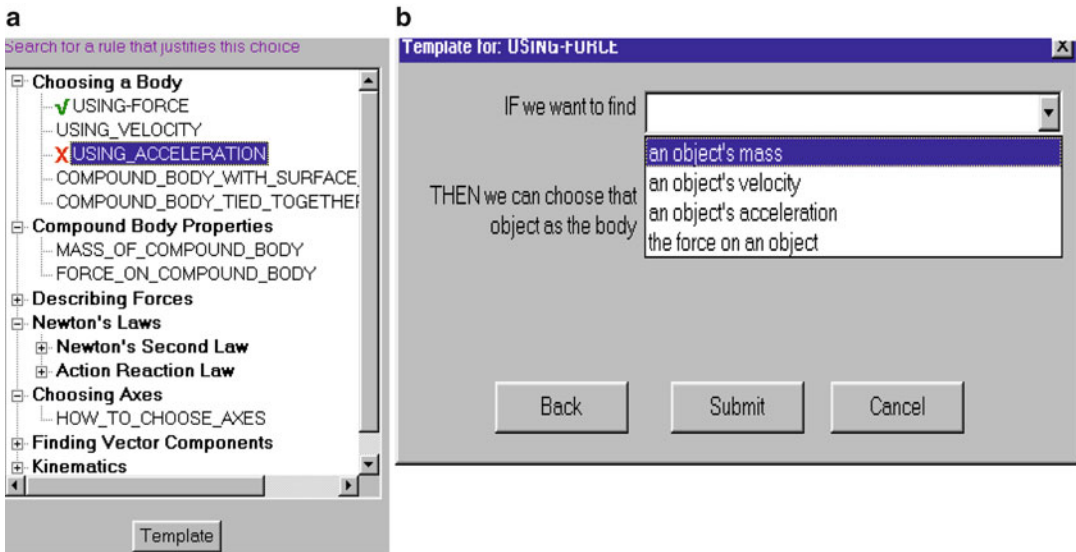 a
Search for a rule that justifies this choice
Choosing a Body
USING-FORCE
USING_VELOCITY
X USING_ACCELERATION
COMPOUND_BODY_WITH_SURFACE_
COMPOUND_BODY_TIED_TOGETHER
Compound Body Properties
MASS_OF_COMPOUND_BODY
FORCE_ON_COMPOUND_BODY
Describing Forces
Newton's Laws
Newton's Second Law
Action Reaction Law
Choosing Axes
HOW_TO_CHOOSE_AXES
Finding Vector Components
Kinematics
Template
b
Template for: USING-FORCE
IF we want to find
an object's mass
an object's velocity
an object's acceleration
the force on an object
THEN we can choose that
object as the body
Back
Submit
Cancel